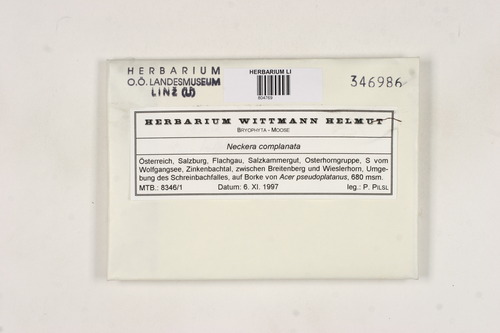 HERBARIUM
O.Ö. LANDESMUSEUM
LINZ (LI)
HERBARIUM LI
346986
HERBARIUM WITTMANN HELMUT
BRYOPHYTA - MOOSE
Neckera complanata
Österreich, Salzburg, Flachgau, Salzkammergut, Osterhorngruppe, S vom
Wolfgangsee, Zinkenbachtal, zwischen Breitenberg und Wieslerhorn, Umge-
bung des Schreinbachfalles, auf Borke von Acer pseudoplatanus, 680 msm.
MTB.: 8346/1 Datum: 6. XI. 1997 leg.: P. PILSL